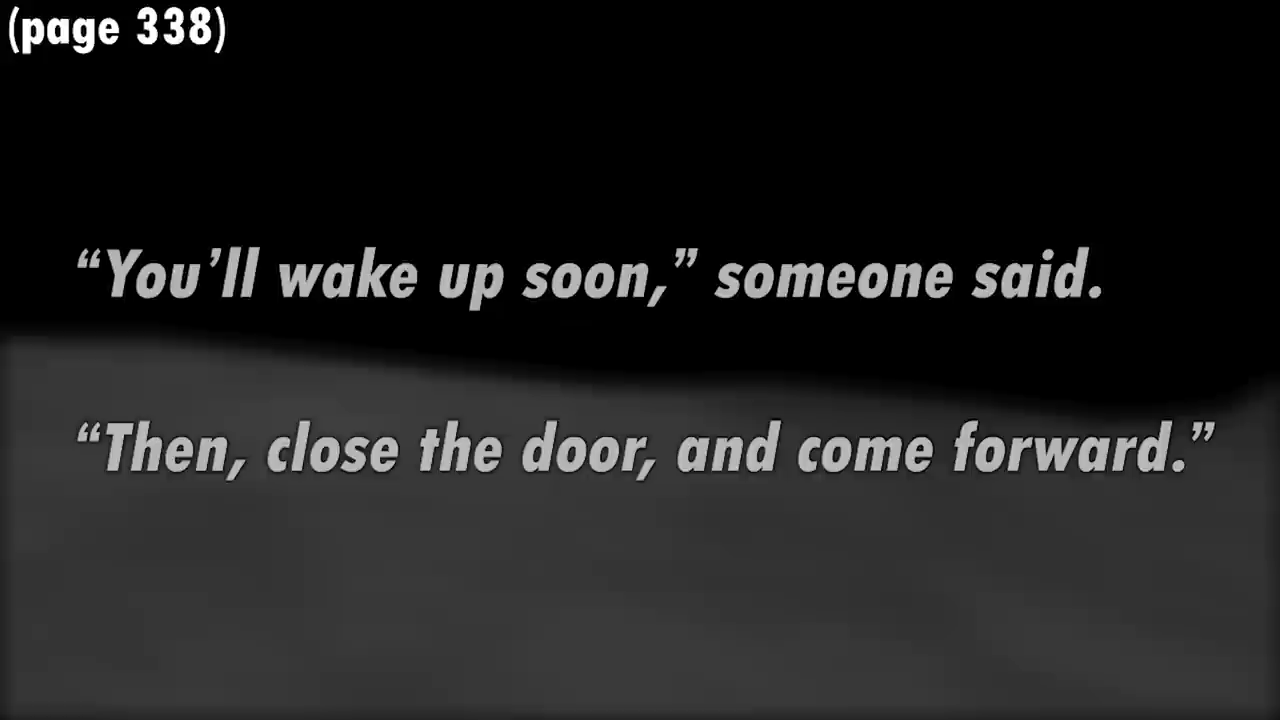 (page 338)
“You’ll wake up soon,” someone said.
“Then, close the door, and come forward.”